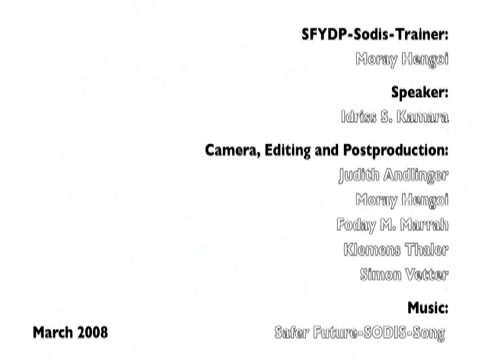 SFYDP-Sodis-Trainer:
Moray Hengoi
Speaker:
Idriss S. Kamara
Camera, Editing and Postproduction:
Judith Andlinger
Moray Hengoi
Foday M. Marrah
Klemens Thaler
Simon Vetter
Music:
Safer Future-SODIS-Song
March 2008